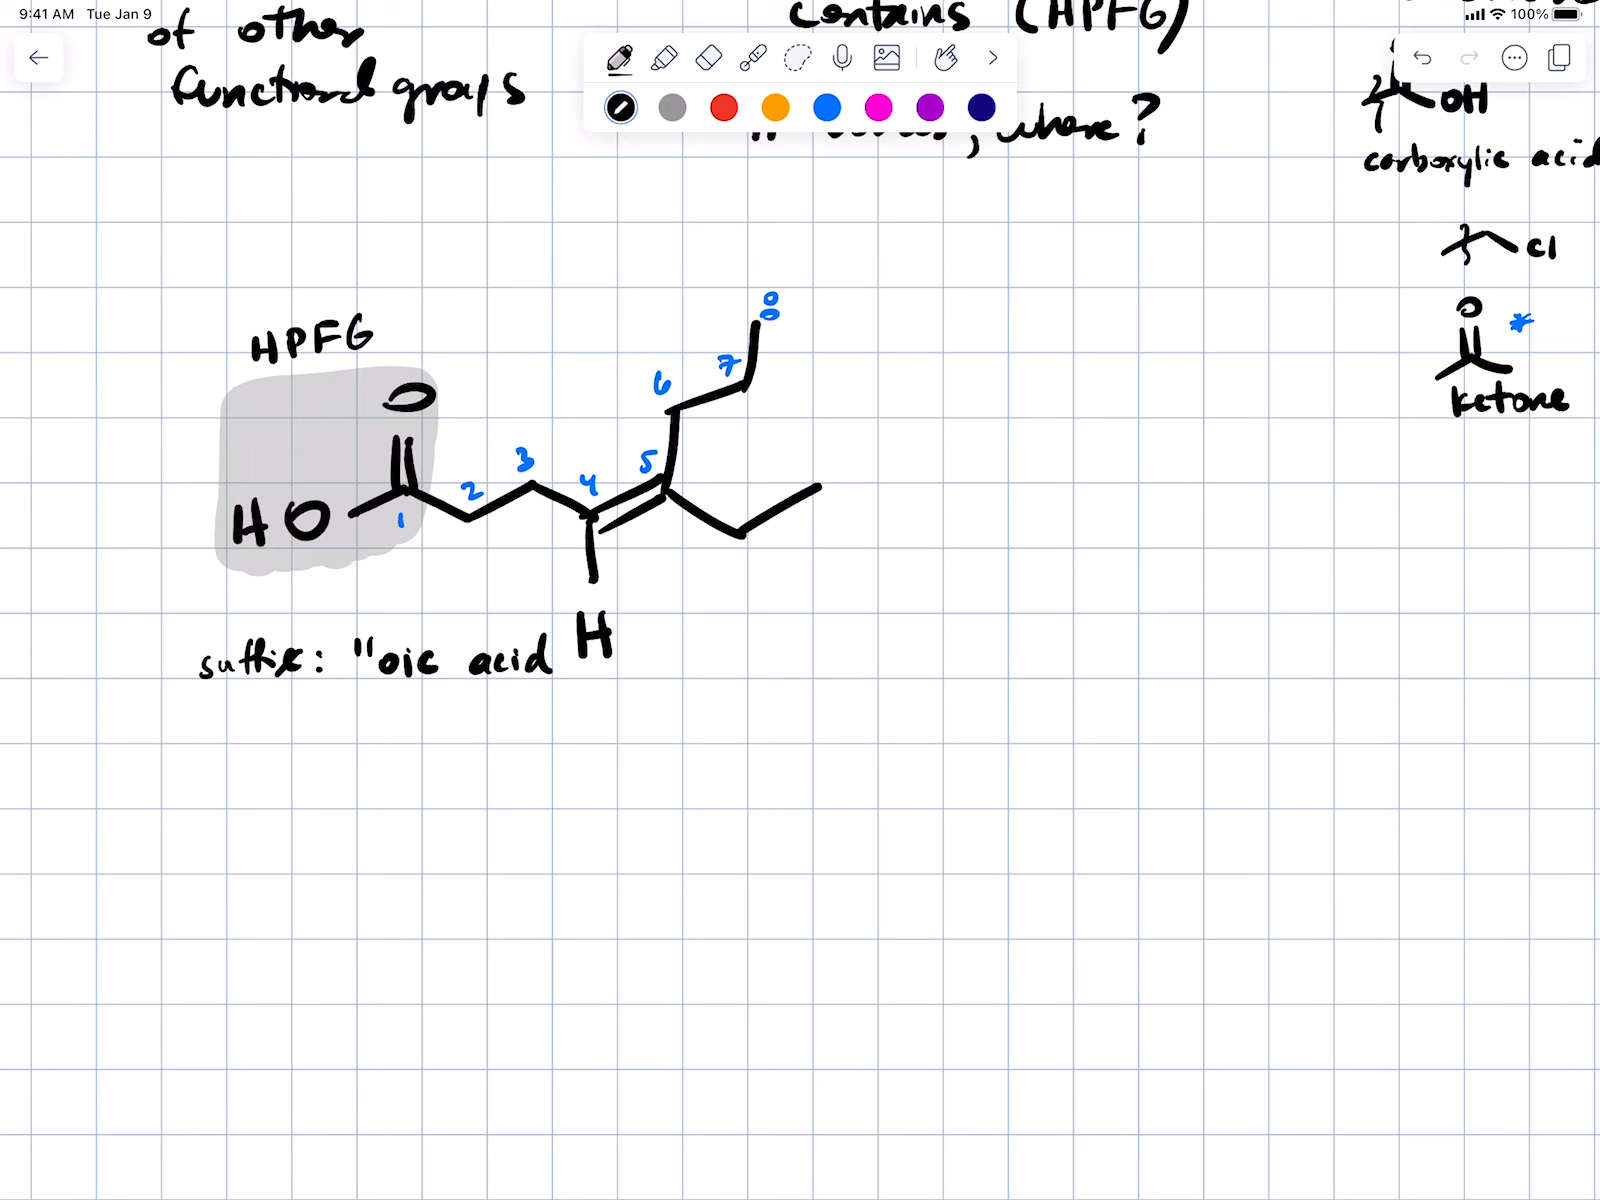 9:41 AM Tue Jan 9
100%
of other
functional groups
contains (HPFG)
, where?
OH
carboxylic acid
Cl
O
*
ketone
HPFG
O
HO
1
2
3
4
5
6
7
8
H
suffix: "oic acid